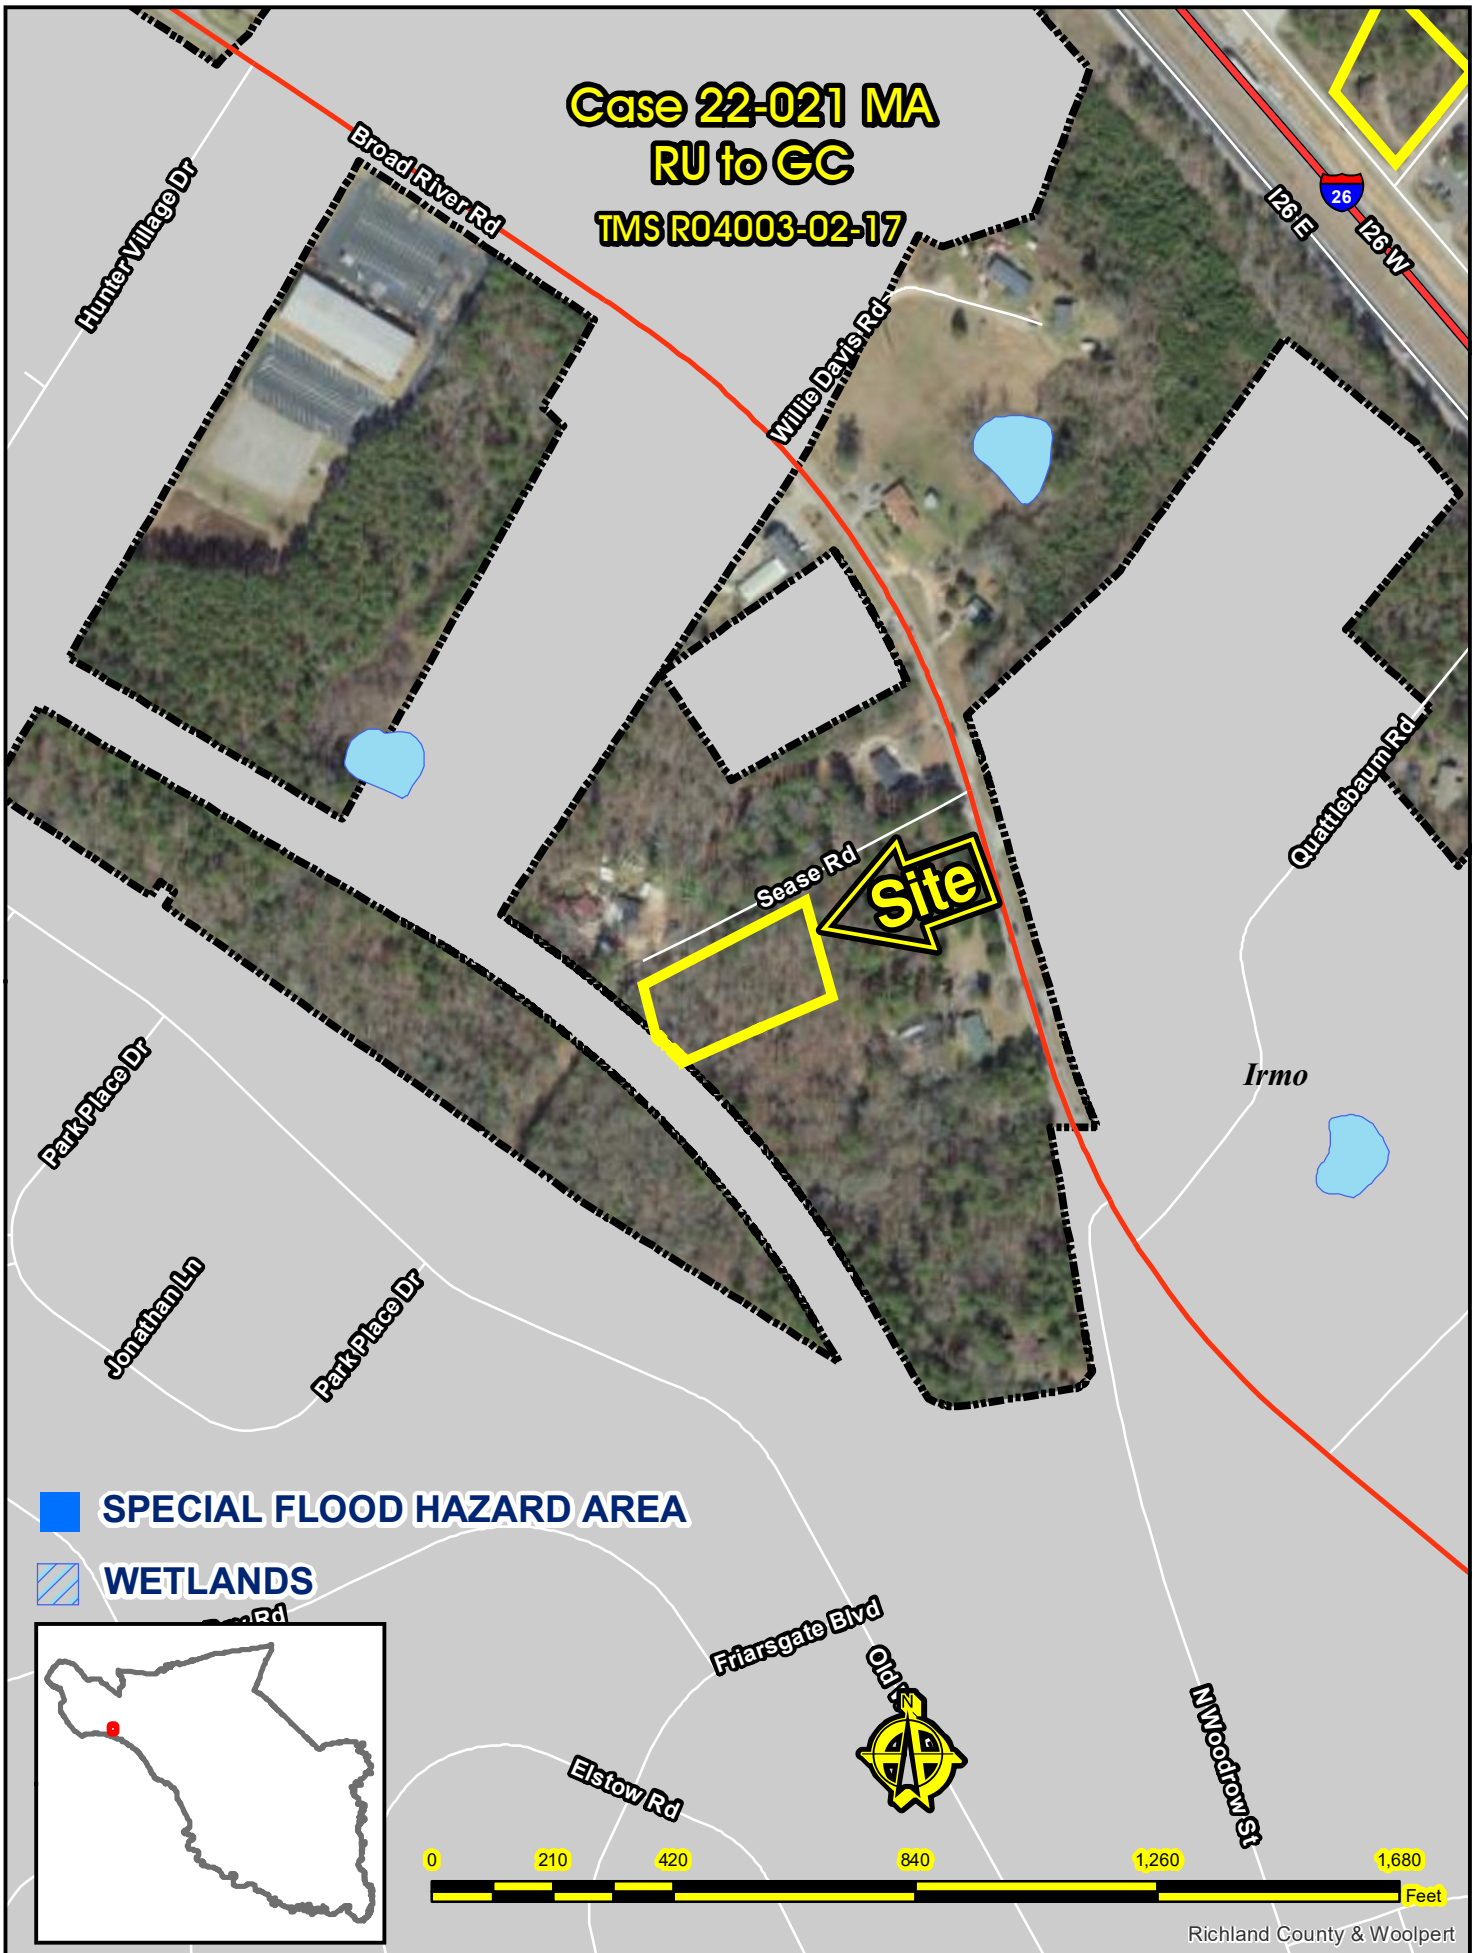 Case 22-021 MA
RU to GC
TMS R04003-02-17
Broad River Rd
Hunter Village Dr
26
I26 E
I26 W
Willie Davis Rd
Quattlebaum Rd
Sease Rd
Site
Irmo
Park Place Dr
Jonathan Ln
Park Place Dr
SPECIAL FLOOD HAZARD AREA
WETLANDS
Rd
Friarsgate Blvd
Old
N
N Woodrow St
Elstow Rd
0 210 420 840 1,260 1,680
Feet
Richland County & Woolpert